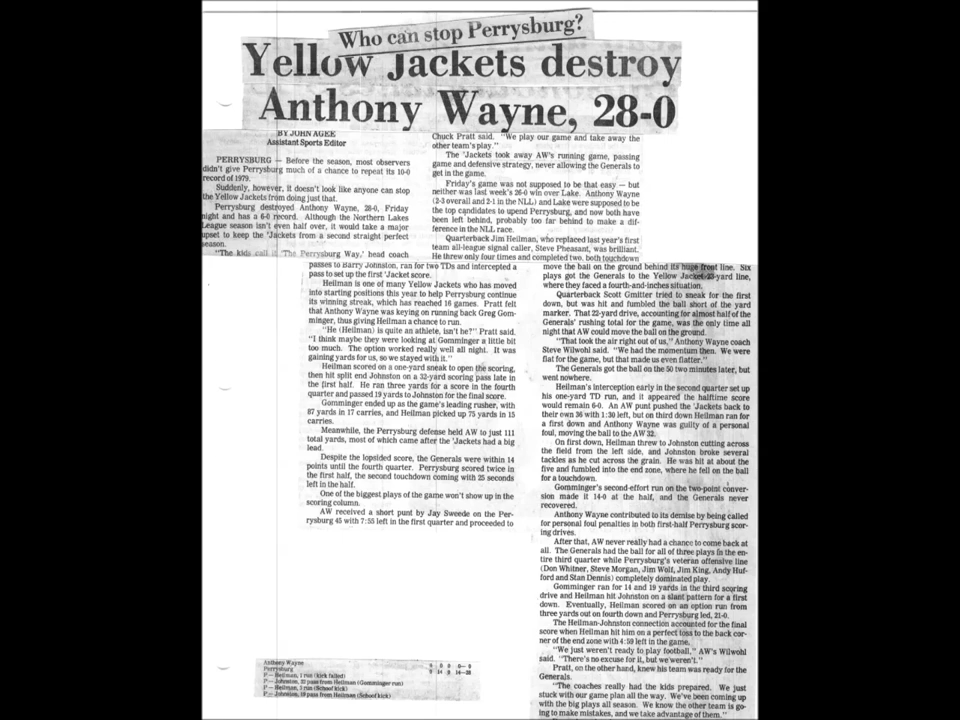 Who can stop Perrysburg?
Yellow Jackets destroy
Anthony Wayne, 28-0
BY JOHN AGEE
Assistant Sports Editor
PERRYSBURG — Before the season, most observers
didn't give Perrysburg much of a chance to repeat its 10-0
record of 1979.
Suddenly, however, it doesn't look like anyone can stop
the Yellow Jackets from doing just that.
Perrysburg destroyed Anthony Wayne, 28-0, Friday
night and has a 6-0 record. Although the Northern Lakes
League season isn't even half over, it would take a major
upset to keep the 'Jackets from a second straight perfect
season.
"The kids call it 'The Perrysburg Way,' head coach
Chuck Pratt said. "We play our game and take away the
other team's play."
The 'Jackets took away AW's running game, passing
game and defensive strategy, never allowing the Generals to
get in the game.
Friday's game was not supposed to be that easy — but
neither was last week's 26-0 win over Lake. Anthony Wayne
(2-3 overall and 2-1 in the NLL) and Lake were supposed to be
the top candidates to upend Perrysburg, and now both have
been left behind, probably too far behind to make a dif-
ference in the NLL race.
Quarterback Jim Heilman, who replaced last year's first
team all-league signal caller, Steve Pheasant, was brilliant.
He threw only four times and completed two, both touchdown
passes to Barry Johnston, ran for two TDs and intercepted a
pass to set up the first 'Jacket score.
Heilman is one of many Yellow Jackets who has moved
into starting positions this year to help Perrysburg continue
its winning streak, which has reached 16 games. Pratt felt
that Anthony Wayne was keying on running back Greg Gom-
minger, thus giving Heilman a chance to run.
"He (Heilman) is quite an athlete, isn't he?" Pratt said.
"I think maybe they were looking at Gomminger a little bit
too much. The option worked really well all night. It was
gaining yards for us, so we stayed with it."
Heilman scored on a one-yard sneak to open the scoring,
then hit split end Johnston on a 32-yard scoring pass late in
the first half. He ran three yards for a score in the fourth
quarter and passed 19 yards to Johnston for the final score.
Gomminger ended up as the game's leading rusher, with
87 yards in 17 carries, and Heilman picked up 75 yards in 15
carries.
Meanwhile, the Perrysburg defense held AW to just 111
total yards, most of which came after the 'Jackets had a big
lead.
Despite the lopsided score, the Generals were within 14
points until the fourth quarter. Perrysburg scored twice in
the first half, the second touchdown coming with 25 seconds
left in the half.
One of the biggest plays of the game won't show up in the
scoring column.
AW received a short punt by Jay Sweede on the Per-
rysburg 45 with 7:55 left in the first quarter and proceeded to
move the ball on the ground behind its huge front line. Six
plays got the Generals to the Yellow Jacket 23-yard line,
where they faced a fourth-and-inches situation.
Quarterback Scott Gmitter tried to sneak for the first
down, but was hit and fumbled the ball short of the yard
marker. That 22-yard drive, accounting for almost half of the
Generals' rushing total for the game, was the only time all
night that AW could move the ball on the ground.
"That took the air right out of us," Anthony Wayne coach
Steve Wilwohl said. "We had the momentum then. We were
flat for the game, but that made us even flatter."
The Generals got the ball on the 50 two minutes later, but
went nowhere.
Heilman's interception early in the second quarter set up
his one-yard TD run, and it appeared the halftime score
would remain 6-0. An AW punt pushed the 'Jackets back to
their own 36 with 1:30 left, but on third down Heilman ran for
a first down and Anthony Wayne was guilty of a personal
foul, moving the ball to the AW 32.
On first down, Heilman threw to Johnston cutting across
the field from the left side, and Johnston broke several
tackles as he cut across the grain. He was hit at about the
five and fumbled into the end zone, where he fell on the ball
for a touchdown.
Gomminger's second-effort run on the two-point conver-
sion made it 14-0 at the half, and the Generals never
recovered.
Anthony Wayne contributed to its demise by being called
for personal foul penalties in both first-half Perrysburg scor-
ing drives.
After that, AW never really had a chance to come back at
all. The Generals had the ball for all of three plays in the en-
tire third quarter while Perrysburg's veteran offensive line
(Don Whitner, Steve Morgan, Jim Wolf, Jim King, Andy Huf-
ford and Stan Dennis) completely dominated play.
Gomminger ran for 14 and 19 yards in the third scoring
drive and Heilman hit Johnston on a slant pattern for a first
down. Eventually, Heilman scored on an option run from
three yards out on fourth down and Perrysburg led, 21-0.
The Heilman-Johnston connection accounted for the final
score when Heilman hit him on a perfect toss to the back cor-
ner of the end zone with 4:59 left in the game.
"We just weren't ready to play football," AW's Wilwohl
said. "There's no excuse for it, but we weren't."
Pratt, on the other hand, knew his team was ready for the
Generals.
"The coaches really had the kids prepared. We just
stuck with our game plan all the way. We've been coming up
with the big plays all season. We know the other team is go-
ing to make mistakes, and we take advantage of them."
Anthony Wayne 0 0 0 0— 0
Perrysburg 0 14 0 14—28
P — Heilman, 1 run (kick failed)
P — Johnston, 32 pass from Heilman (Gomminger run)
P — Heilman, 3 run (School kick)
P — Johnston, 19 pass from Heilman (School kick)